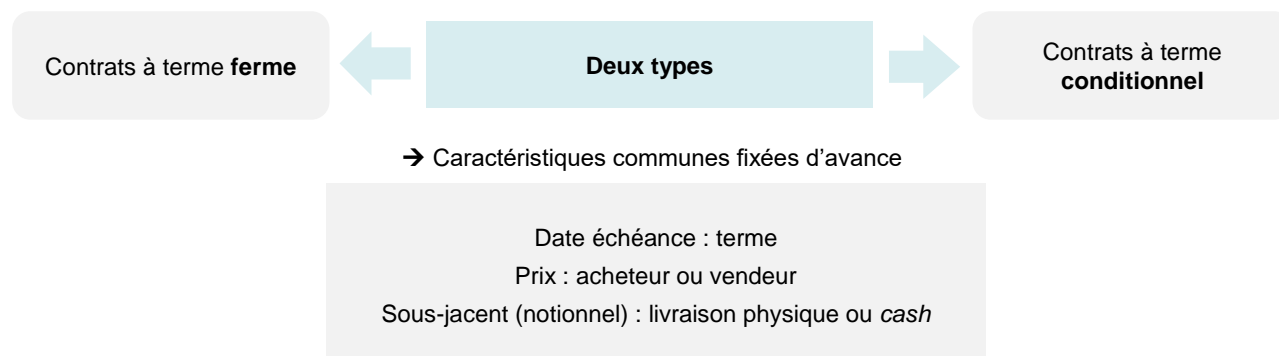 Contrats à terme ferme
Deux types
Contrats à terme
conditionnel
➔ Caractéristiques communes fixées d’avance
Date échéance : terme
Prix : acheteur ou vendeur
Sous-jacent (notionnel) : livraison physique ou cash